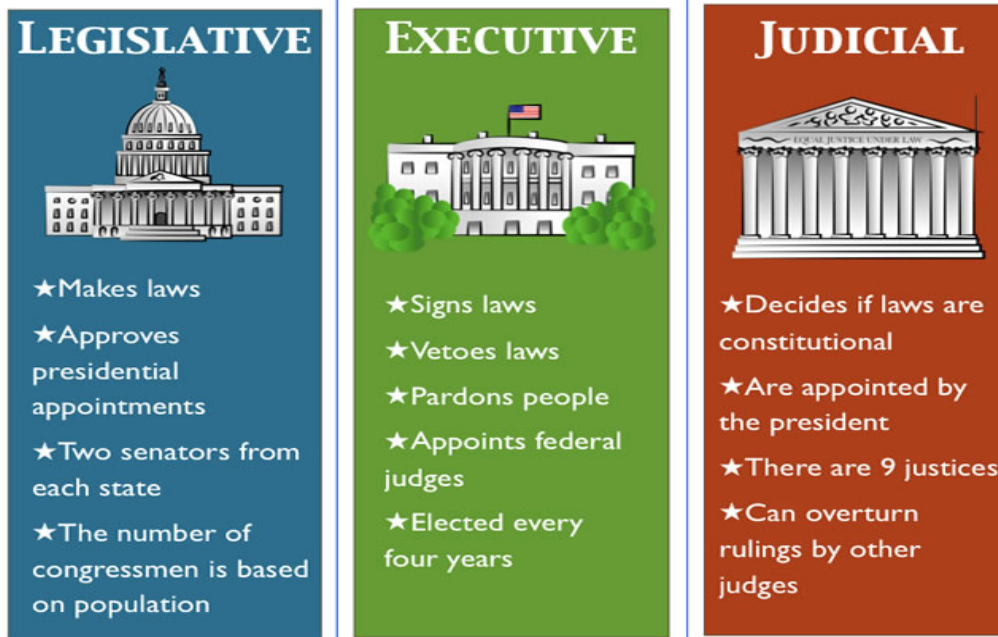 LEGISLATIVE
★Makes laws
★Approves
presidential
appointments
★Two senators from
each state
★The number of
congressmen is based
on population
EXECUTIVE
★Signs laws
★Vetoes laws
★Pardons people
★Appoints federal
judges
★Elected every
four years
JUDICIAL
EQUAL JUSTICE UNDER LAW
★Decides if laws are
constitutional
★Are appointed by
the president
★There are 9 justices
★Can overturn
rulings by other
judges